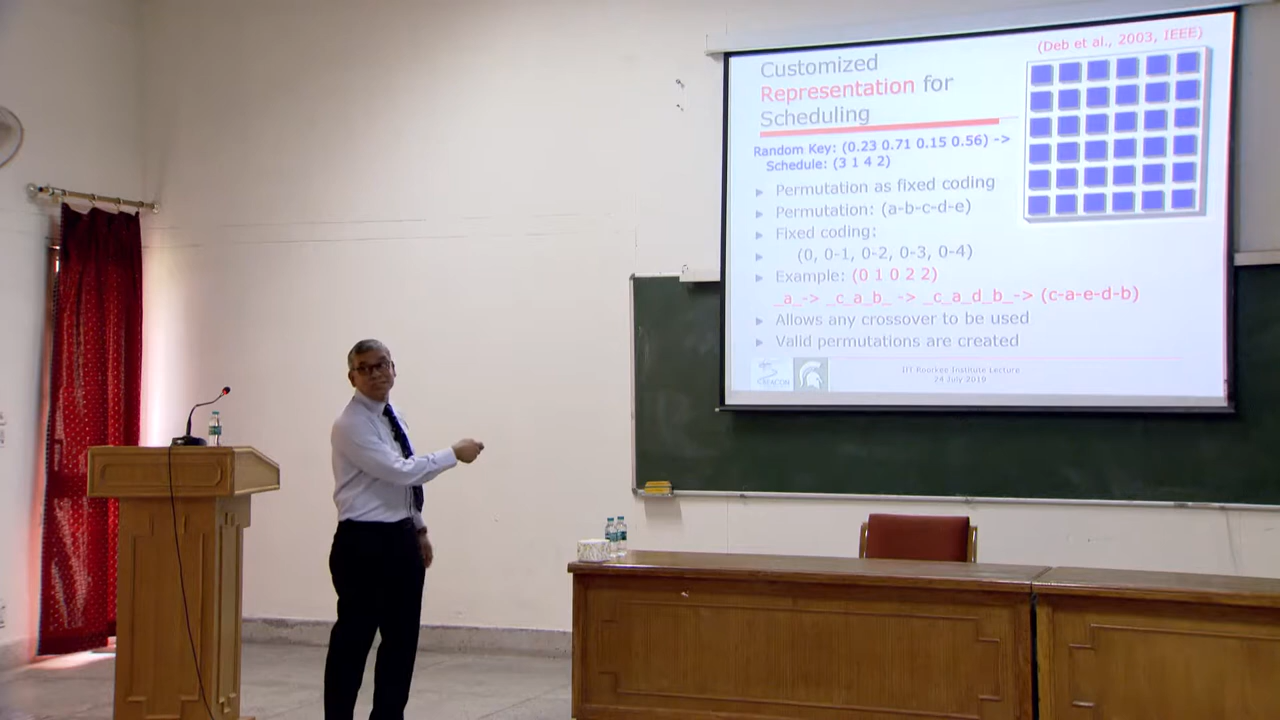 (Deb et al., 2003, IEEE)
Customized
Representation for
Scheduling
Random Key: (0.23 0.71 0.15 0.56) ->
Schedule: (3 1 4 2)
Permutation as fixed coding
Permutation: (a-b-c-d-e)
Fixed coding:
(0, 0-1, 0-2, 0-3, 0-4)
Example: (0 1 0 2 2)
_a_-> _c_a_b_ -> _c_a_d_b_-> (c-a-e-d-b)
Allows any crossover to be used
Valid permutations are created
IIT Roorkee Institute Lecture
24 July 2019